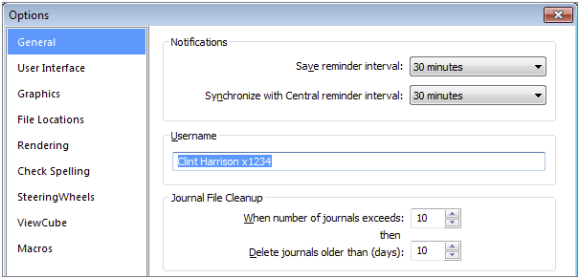 Options
General
User Interface
Graphics
File Locations
Rendering
Check Spelling
SteeringWheels
ViewCube
Macros
Notifications
Save reminder interval: 30 minutes
Synchronize with Central reminder interval: 30 minutes
Username
Clint Harrison x1234
Journal File Cleanup
When number of journals exceeds: 10
then
Delete journals older than (days): 10